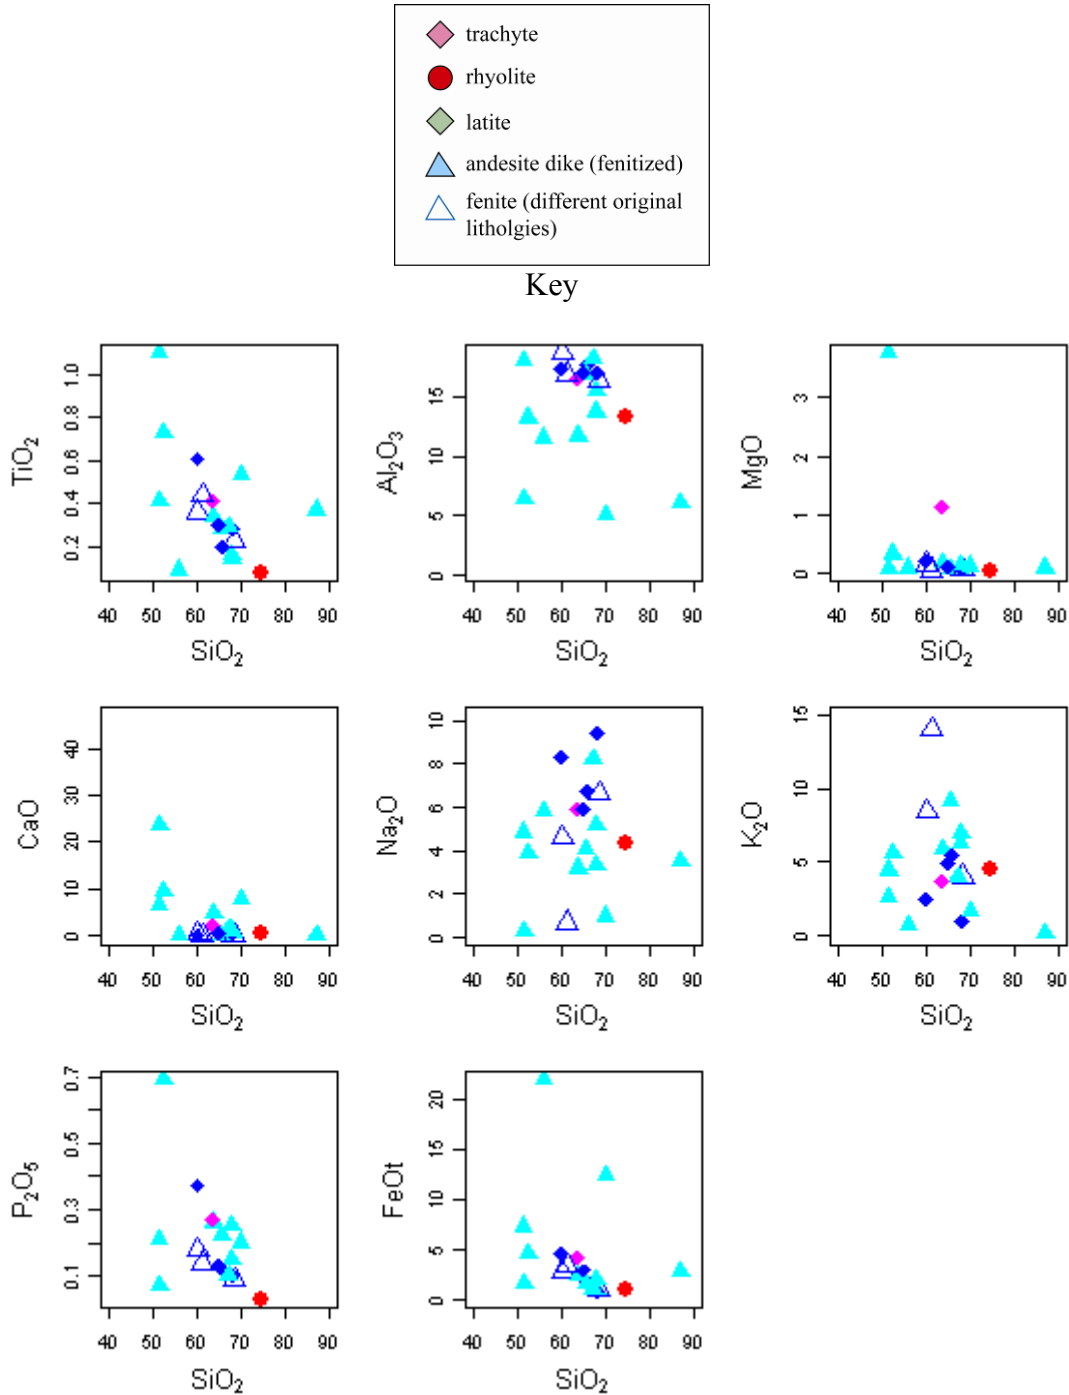 trachyte
rhyolite
latite
andesite dike (fenitized)
fenite (different original
litholgies)
Key
TiO₂
0.2 0.4 0.6 0.8 1.0
40 50 60 70 80 90
SiO₂
Al₂O₃
0 5 10 15
40 50 60 70 80 90
SiO₂
MgO
0 1 2 3
40 50 60 70 80 90
SiO₂
CaO
0 10 20 30 40
40 50 60 70 80 90
SiO₂
Na₂O
0 2 4 6 8 10
40 50 60 70 80 90
SiO₂
K₂O
0 5 10 15
40 50 60 70 80 90
SiO₂
P₂O₅
0.1 0.3 0.5 0.7
40 50 60 70 80 90
SiO₂
FeOt
0 5 10 15 20
40 50 60 70 80 90
SiO₂